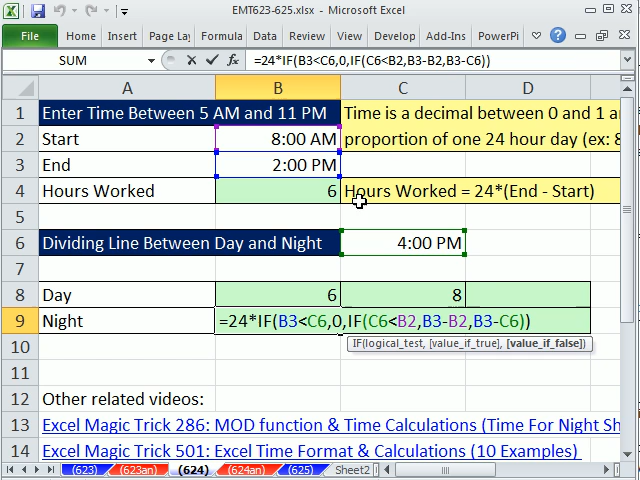 EMT623-625.xlsx - Microsoft Excel
File Home Insert Page Lay Formula Data Review View Develop Add-Ins PowerPi
SUM =24*IF(B3<C6,0,IF(C6<B2,B3-B2,B3-C6))
A B C D
1 Enter Time Between 5 AM and 11 PM Time is a decimal between 0 and 1 an
2 Start 8:00 AM proportion of one 24 hour day (ex: 8
3 End 2:00 PM
4 Hours Worked 6 Hours Worked = 24*(End - Start)
5
6 Dividing Line Between Day and Night 4:00 PM
7
8 Day 6 8
9 Night =24*IF(B3<C6,0,IF(C6<B2,B3-B2,B3-C6))
IF(logical_test, [value_if_true], [value_if_false])
10
11
12 Other related videos:
13 Excel Magic Trick 286: MOD function & Time Calculations (Time For Night Sh
14 Excel Magic Trick 501: Excel Time Format & Calculations (10 Examples)
(623) (623an) (624) (624an) (625) Sheet2